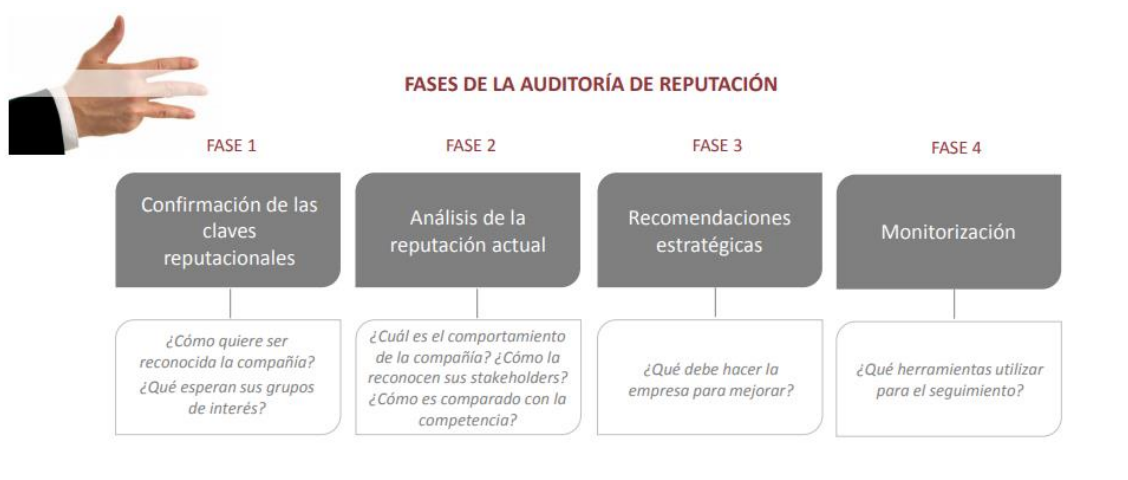 FASES DE LA AUDITORÍA DE REPUTACIÓN
FASE 1
Confirmación de las
claves
reputacionales
¿Cómo quiere ser
reconocida la compañía?
¿Qué esperan sus grupos
de interés?
FASE 2
Análisis de la
reputación actual
¿Cuál es el comportamiento
de la compañía? ¿Cómo la
reconocen sus stakeholders?
¿Cómo es comparado con la
competencia?
FASE 3
Recomendaciones
estratégicas
¿Qué debe hacer la
empresa para mejorar?
FASE 4
Monitorización
¿Qué herramientas utilizar
para el seguimiento?